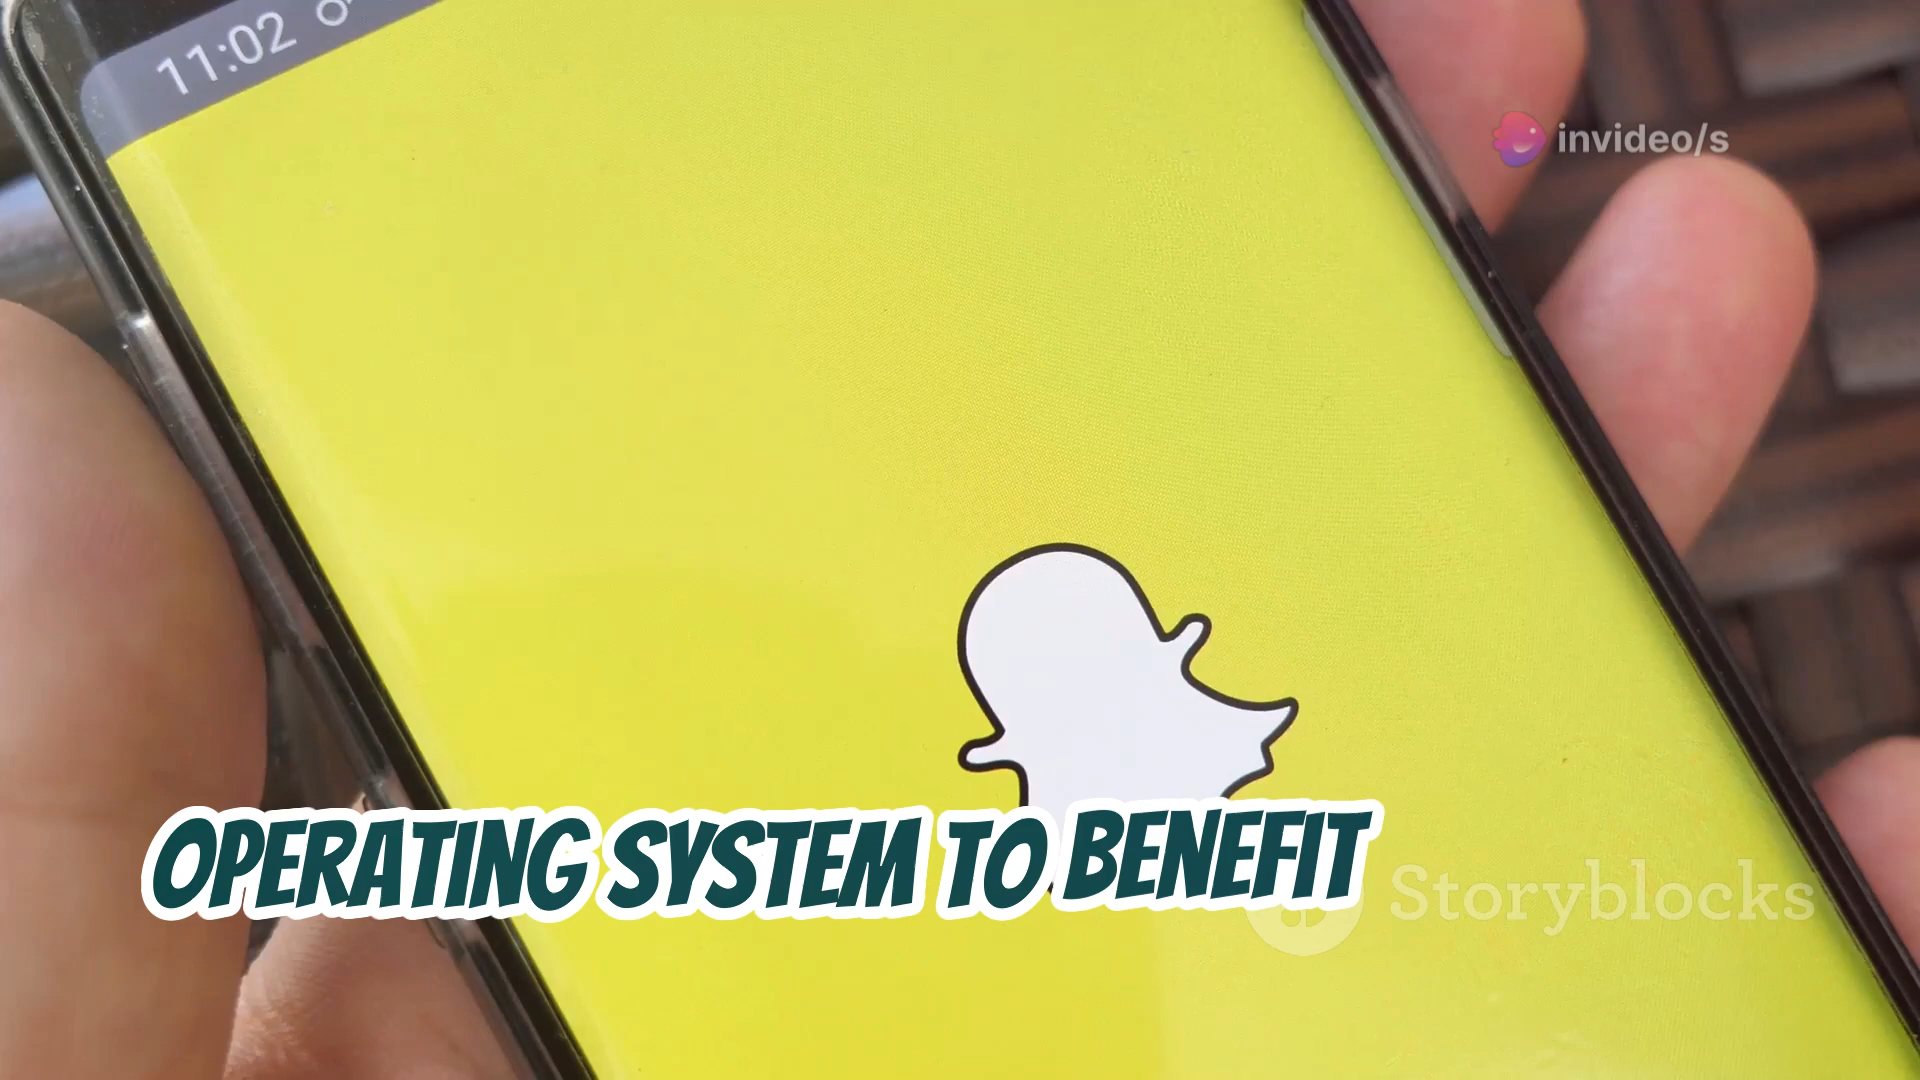 11:02
invideo/s
OPERATING SYSTEM TO BENEFIT
Storyblocks